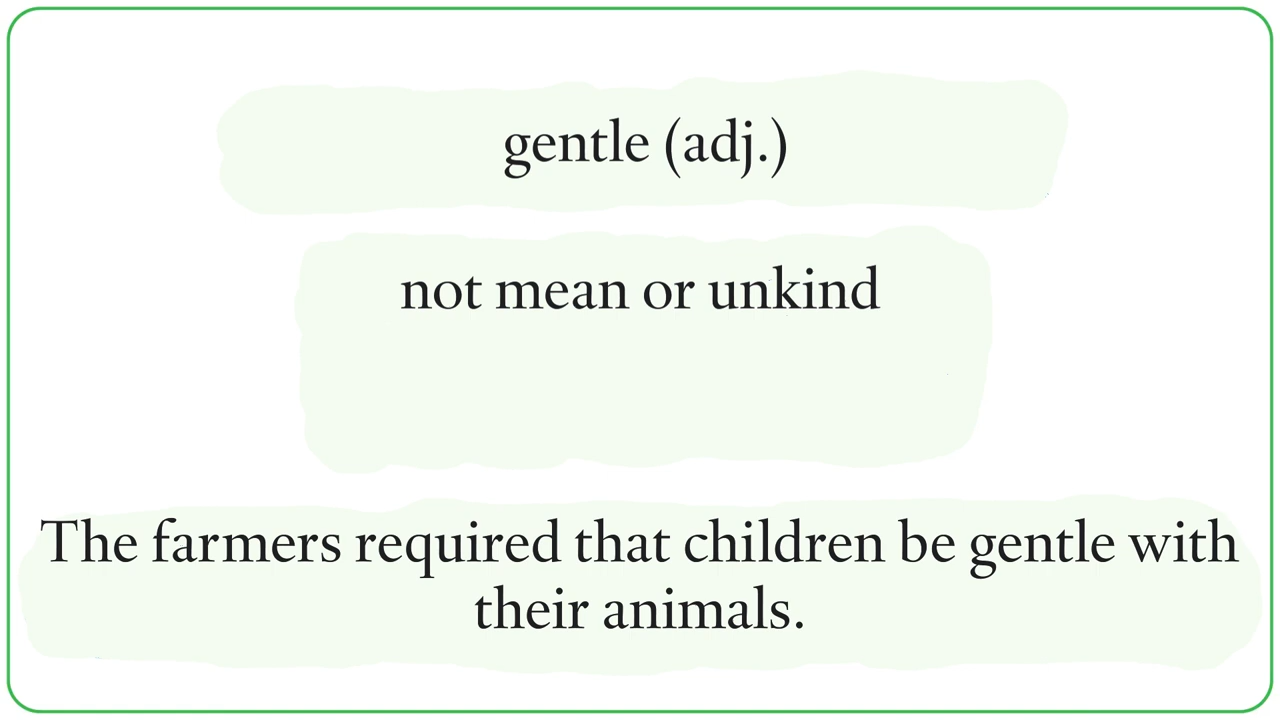 gentle (adj.)
not mean or unkind
The farmers required that children be gentle with
their animals.